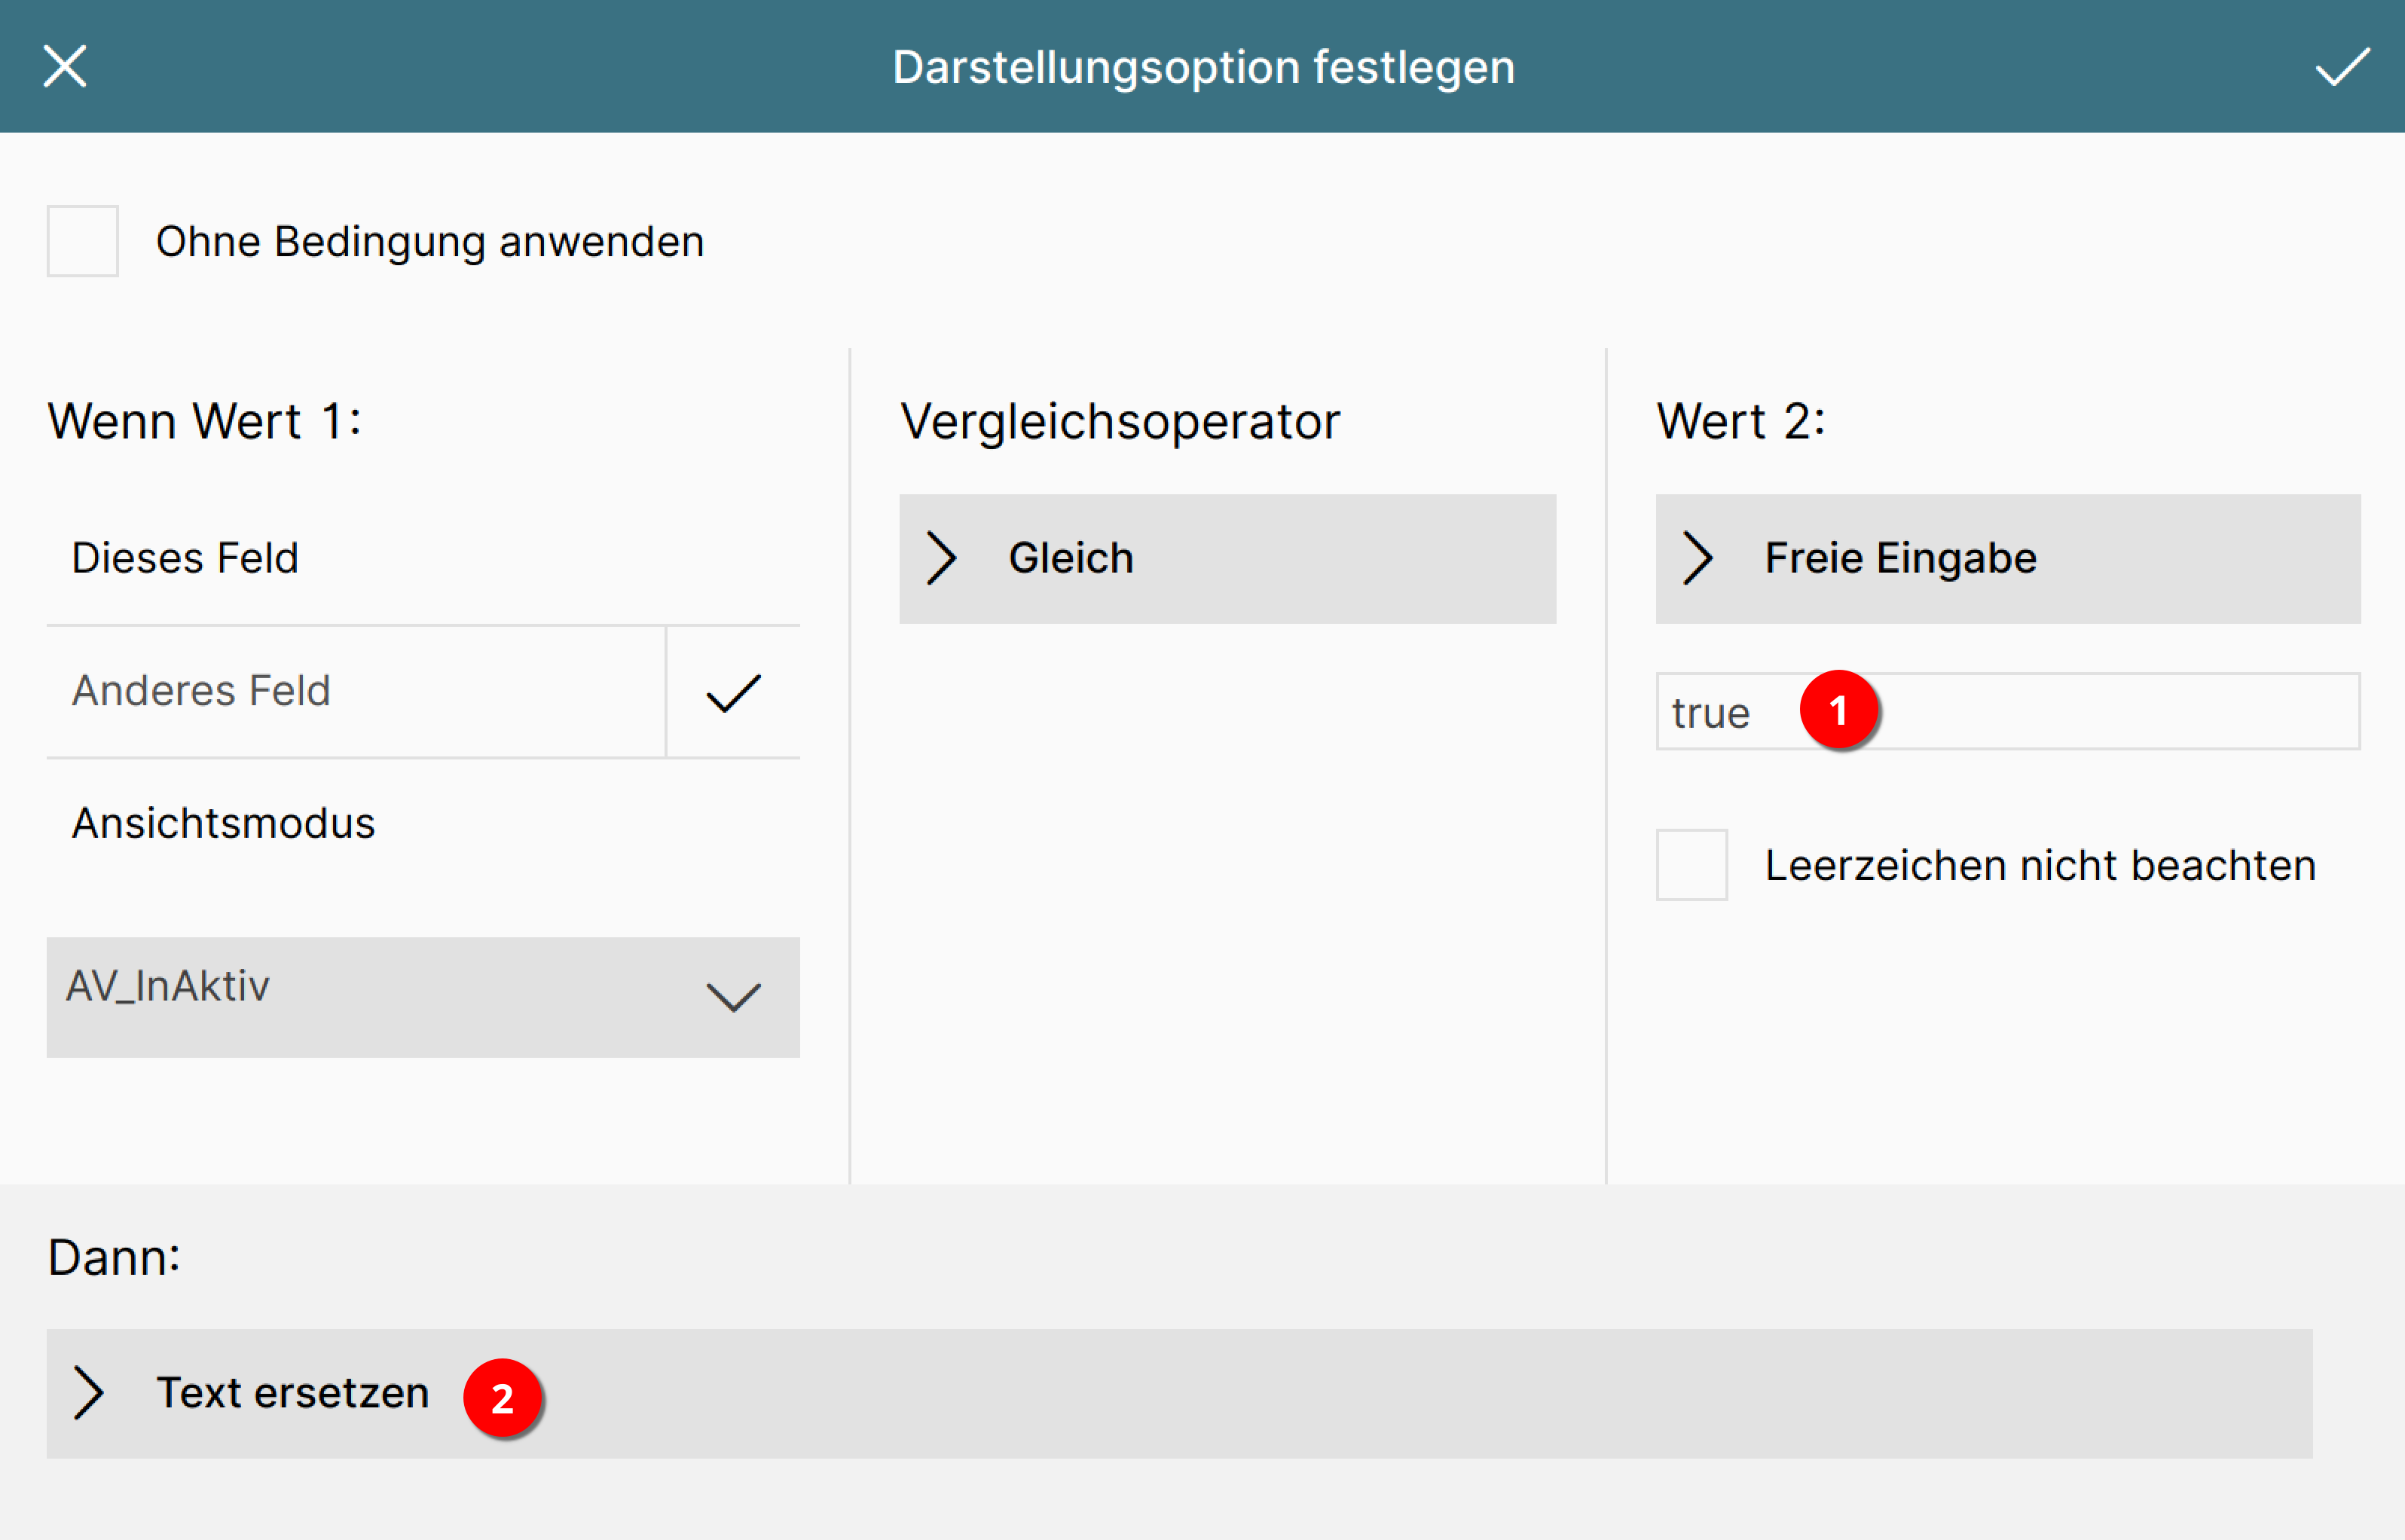 Darstellungsoption festlegen
Ohne Bedingung anwenden
Wenn Wert 1:
Dieses Feld
Anderes Feld
Ansichtsmodus
AV_InAktiv
Vergleichsoperator
Gleich
Wert 2:
Freie Eingabe
true 1
Leerzeichen nicht beachten
Dann:
Text ersetzen 2